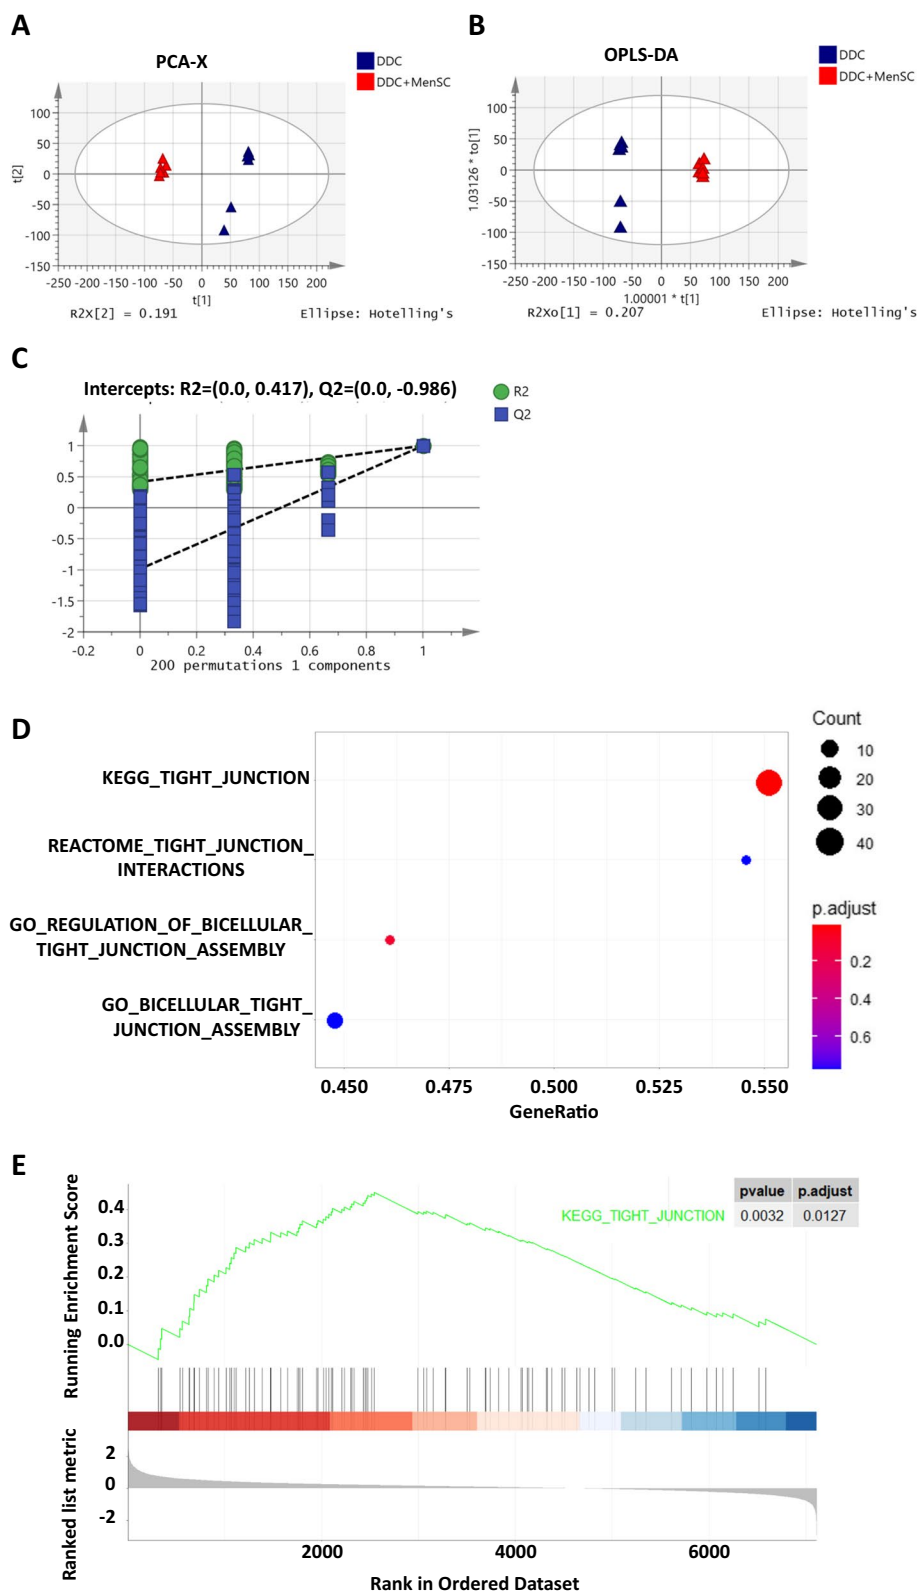 A
PCA-X
DDC
DDC+MenSC
t[2]
100
50
0
-50
-100
-150
-250 -200 -150 -100 -50 0 50 100 150 200
t[1]
R2X[2] = 0.191
Ellipse: Hotelling's
B
OPLS-DA
DDC
DDC+MenSC
1.03126 * to[1]
100
50
0
-50
-100
-150
-250 -200 -150 -100 -50 0 50 100 150 200
1.00001 * t[1]
R2Xo[1] = 0.207
Ellipse: Hotelling's
C
Intercepts: R2=(0.0, 0.417), Q2=(0.0, -0.986)
R2
Q2
1
0.5
0
-0.5
-1
-1.5
-2
-0.2 0 0.2 0.4 0.6 0.8 1
200 permutations 1 components
D
KEGG_TIGHT_JUNCTION
REACTOME_TIGHT_JUNCTION_
INTERACTIONS
GO_REGULATION_OF_BICELLULAR_
TIGHT_JUNCTION_ASSEMBLY
GO_BICELLULAR_TIGHT_
JUNCTION_ASSEMBLY
0.450 0.475 0.500 0.525 0.550
GeneRatio
Count
10
20
30
40
p.adjust
0.2
0.4
0.6
E
Running Enrichment Score
0.4
0.3
0.2
0.1
0.0
pvalue p.adjust
KEGG_TIGHT_JUNCTION 0.0032 0.0127
Ranked list metric
2
0
-2
2000 4000 6000
Rank in Ordered Dataset